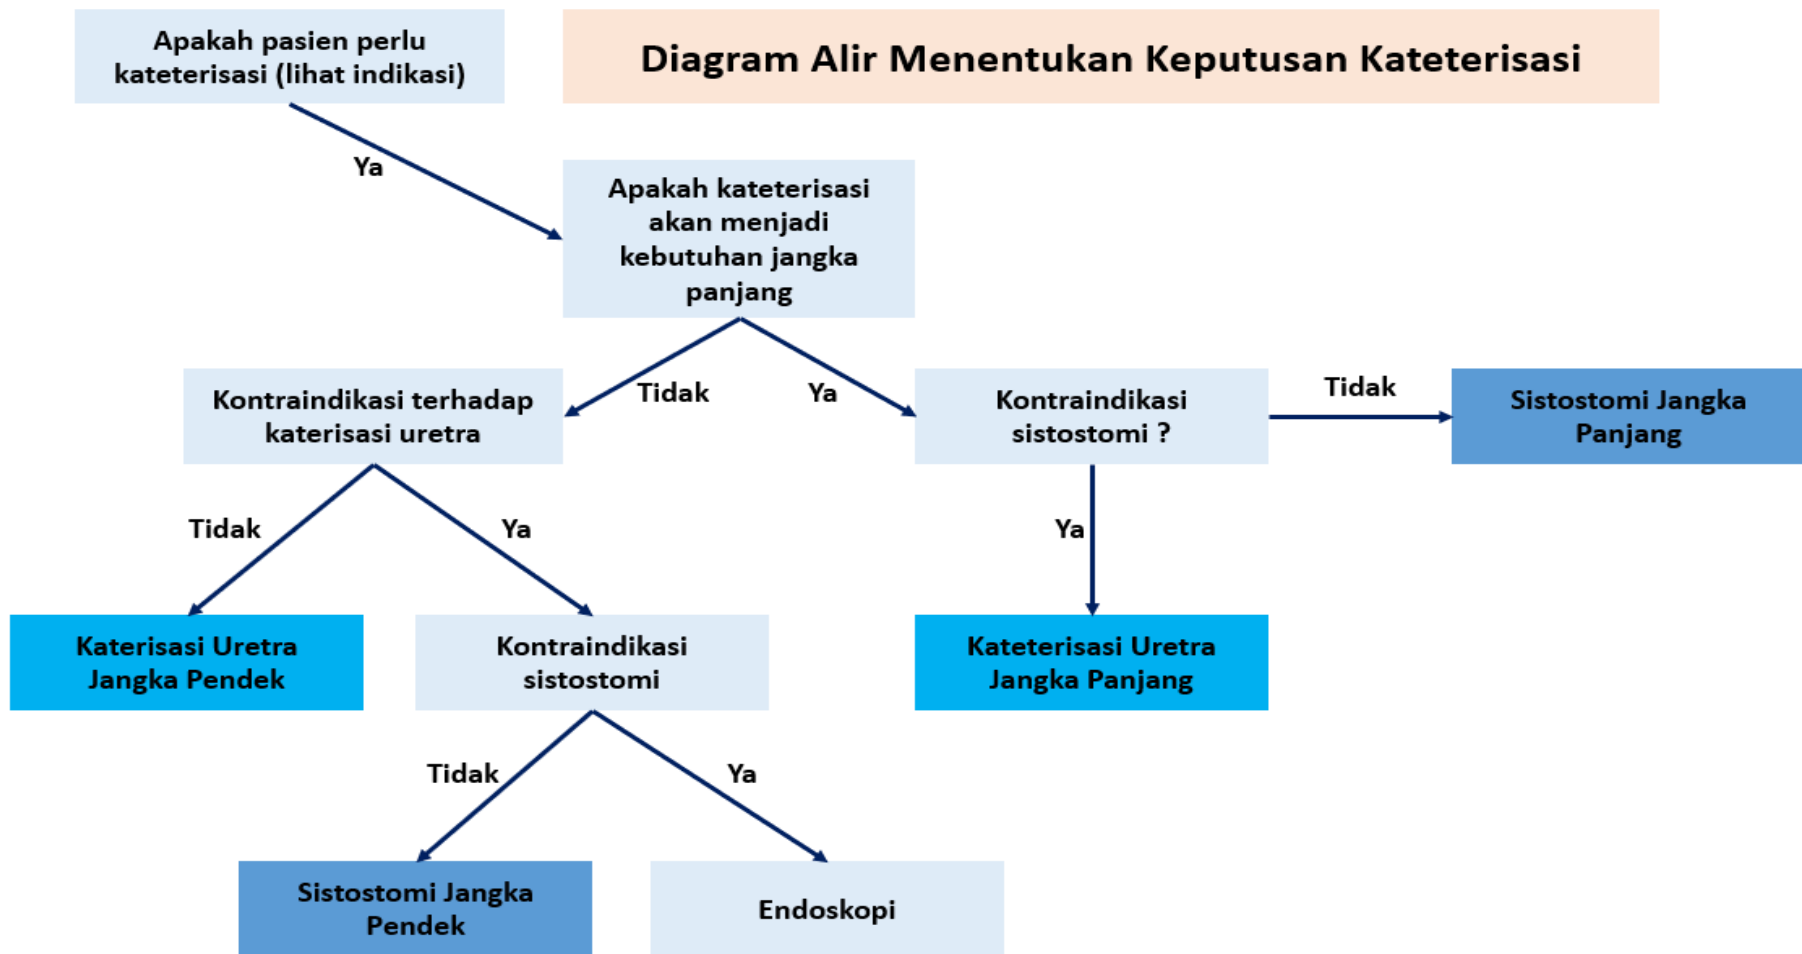 Apakah pasien perlu
kateterisasi (lihat indikasi)
Diagram Alir Menentukan Keputusan Kateterisasi
Ya
Apakah kateterisasi
akan menjadi
kebutuhan jangka
panjang
Tidak
Ya
Kontraindikasi terhadap
katerisasi uretra
Kontraindikasi
sistostomi ?
Tidak
Sistostomi Jangka
Panjang
Tidak
Ya
Ya
Katerisasi Uretra
Jangka Pendek
Kontraindikasi
sistostomi
Kateterisasi Uretra
Jangka Panjang
Tidak
Ya
Sistostomi Jangka
Pendek
Endoskopi